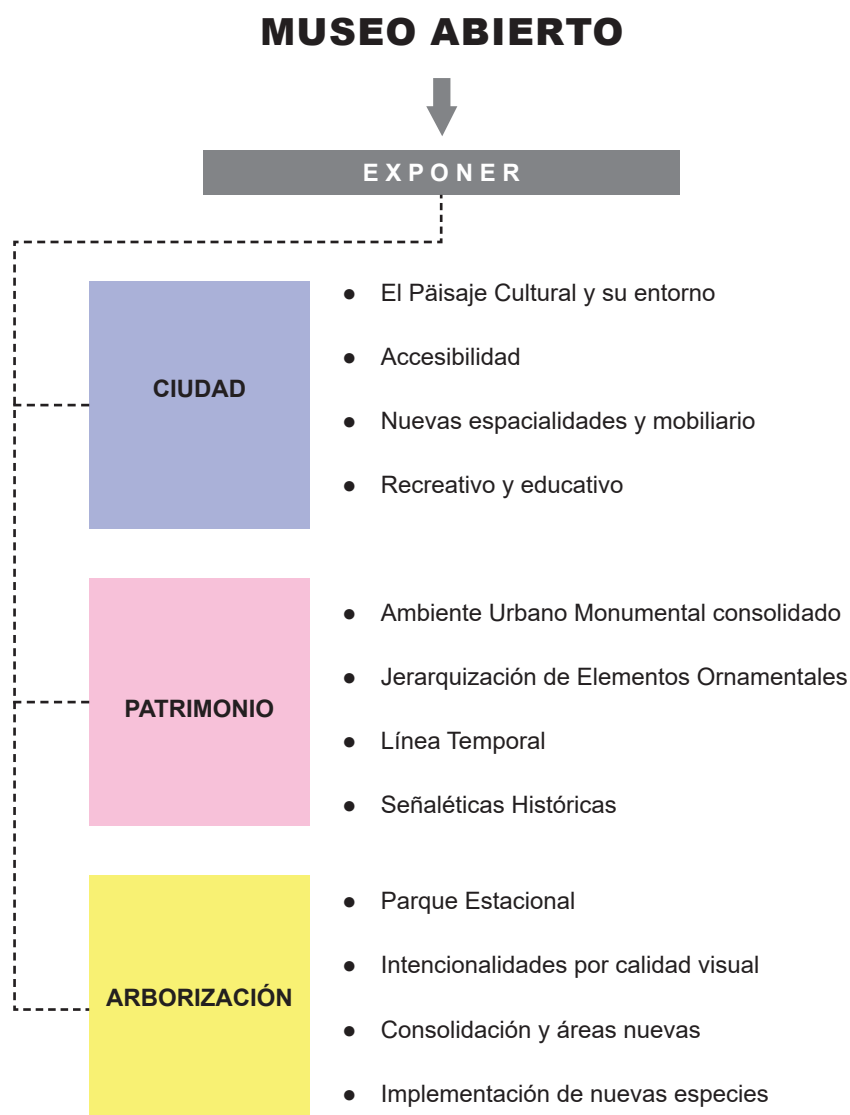 MUSEO ABIERTO
EXPONER
CIUDAD
● El Päisaje Cultural y su entorno
● Accesibilidad
● Nuevas espacialidades y mobiliario
● Recreativo y educativo
PATRIMONIO
● Ambiente Urbano Monumental consolidado
● Jerarquización de Elementos Ornamentales
● Línea Temporal
● Señaléticas Históricas
ARBORIZACIÓN
● Parque Estacional
● Intencionalidades por calidad visual
● Consolidación y áreas nuevas
● Implementación de nuevas especies